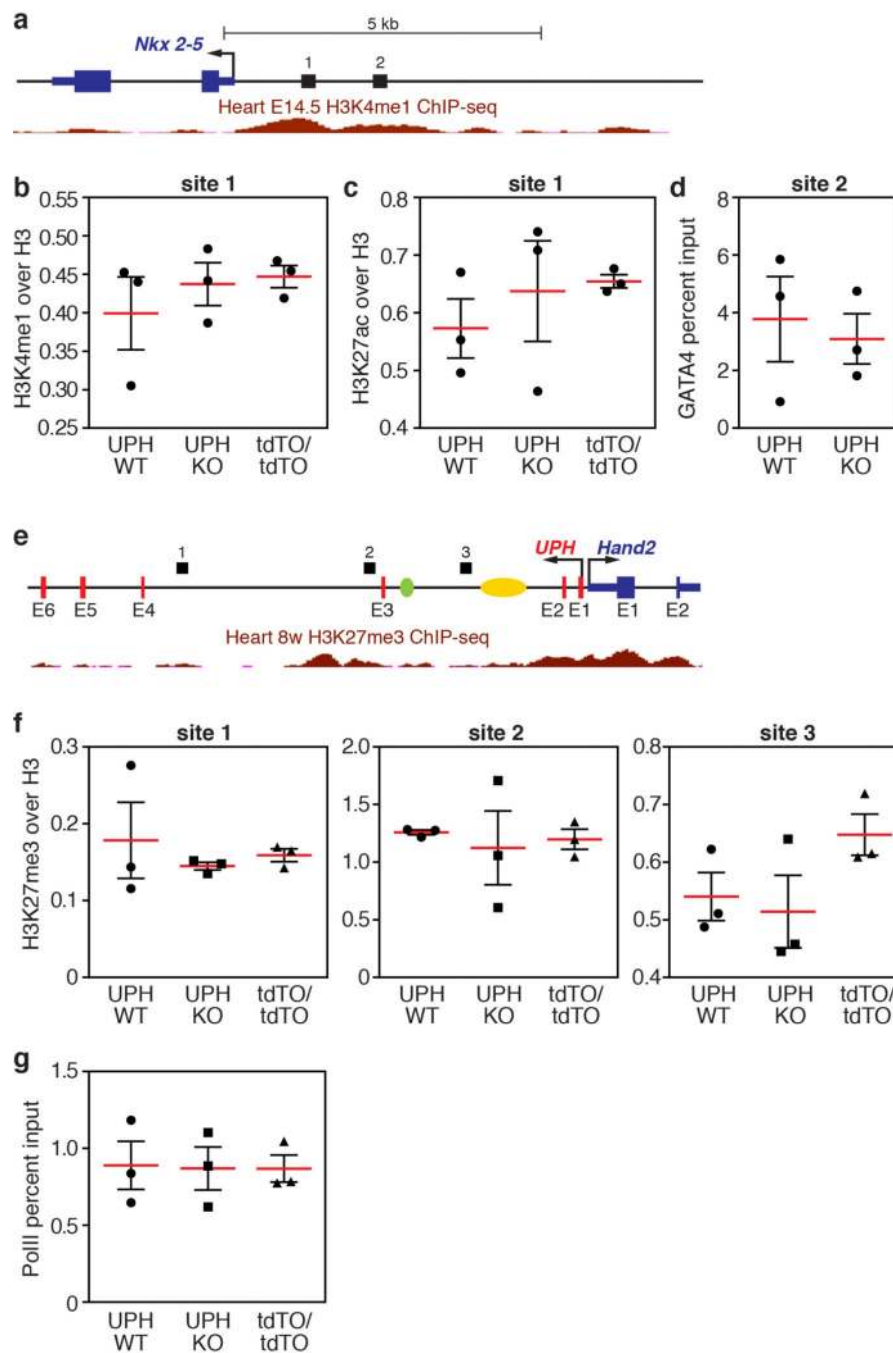 a
5 kb
Nkx 2-5
1 2
Heart E14.5 H3K4me1 ChIP-seq
b site 1
H3K4me1 over H3
0.55
0.50
0.45
0.40
0.35
0.30
0.25
UPH WT
UPH KO
tdTO/ tdTO
c site 1
H3K27ac over H3
0.8
0.7
0.6
0.5
0.4
UPH WT
UPH KO
tdTO/ tdTO
d site 2
GATA4 percent input
8
6
4
2
0
UPH WT
UPH KO
e
1 2 3
UPH Hand2
E6 E5 E4 E3 E2 E1 E1 E2
Heart 8w H3K27me3 ChIP-seq
f site 1
H3K27me3 over H3
0.3
0.2
0.1
0
UPH WT
UPH KO
tdTO/ tdTO
site 2
2.0
1.5
1.0
0.5
0
UPH WT
UPH KO
tdTO/ tdTO
site 3
0.8
0.7
0.6
0.5
0.4
UPH WT
UPH KO
tdTO/ tdTO
g
PolII percent input
1.5
1.0
0.5
0
UPH WT
UPH KO
tdTO/ tdTO